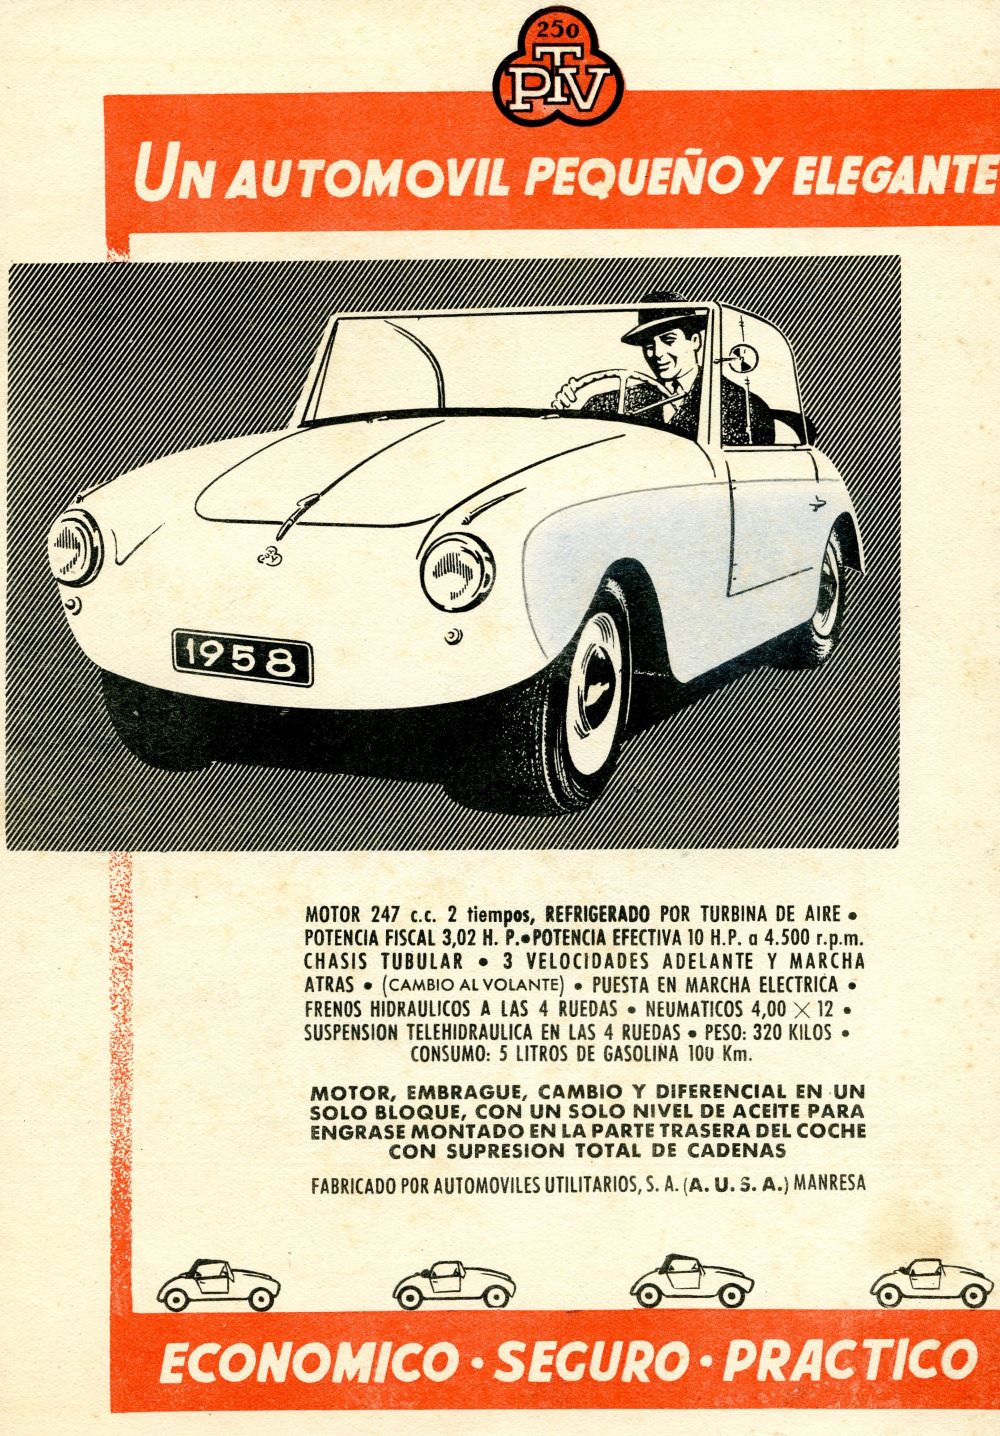 250
PTV
UN AUTOMOVIL PEQUEÑO Y ELEGANTE
1958
MOTOR 247 c.c. 2 tiempos, REFRIGERADO POR TURBINA DE AIRE •
POTENCIA FISCAL 3,02 H. P. • POTENCIA EFECTIVA 10 H.P. a 4.500 r.p.m.
CHASIS TUBULAR • 3 VELOCIDADES ADELANTE Y MARCHA
ATRAS • (CAMBIO AL VOLANTE) • PUESTA EN MARCHA ELECTRICA •
FRENOS HIDRAULICOS A LAS 4 RUEDAS • NEUMATICOS 4,00 × 12 •
SUSPENSION TELEHIDRAULICA EN LAS 4 RUEDAS • PESO: 320 KILOS •
CONSUMO: 5 LITROS DE GASOLINA 100 Km.
MOTOR, EMBRAGUE, CAMBIO Y DIFERENCIAL EN UN
SOLO BLOQUE, CON UN SOLO NIVEL DE ACEITE PARA
ENGRASE MONTADO EN LA PARTE TRASERA DEL COCHE
CON SUPRESION TOTAL DE CADENAS
FABRICADO POR AUTOMOVILES UTILITARIOS, S. A. (A. U. S. A.) MANRESA
ECONOMICO · SEGURO · PRACTICO